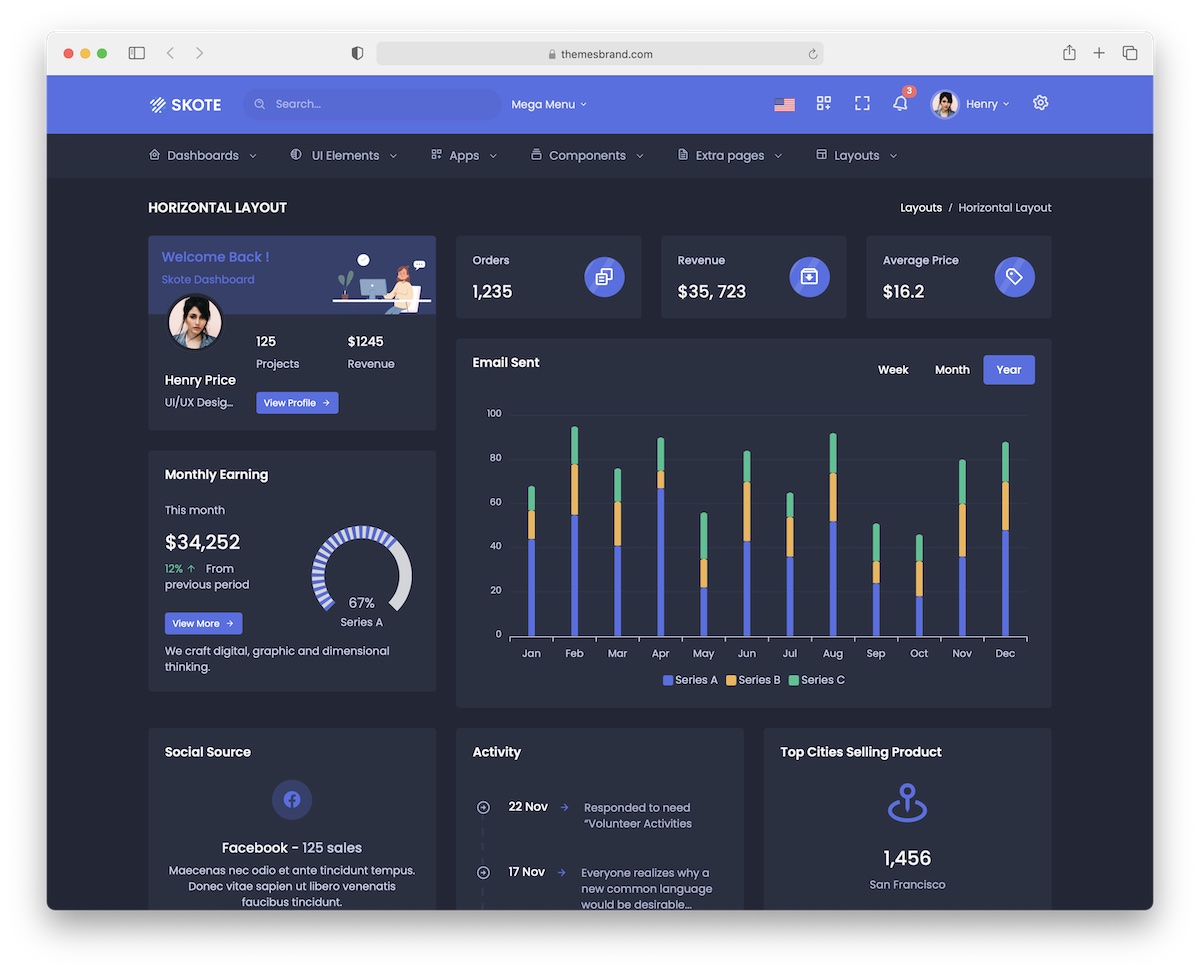 themesbrand.com
SKOTE
Search...
Mega Menu
3
Henry
Dashboards
UI Elements
Apps
Components
Extra pages
Layouts
HORIZONTAL LAYOUT
Layouts / Horizontal Layout
Welcome Back !
Skote Dashboard
125
$1245
Projects
Revenue
Henry Price
UI/UX Desig...
View Profile
Orders
1,235
Revenue
$35, 723
Average Price
$16.2
Monthly Earning
This month
$34,252
12% ↑ From
previous period
View More
67%
Series A
We craft digital, graphic and dimensional
thinking.
Email Sent
Week
Month
Year
100
80
60
40
20
0
Jan Feb Mar Apr May Jun Jul Aug Sep Oct Nov Dec
Series A Series B Series C
Social Source
Facebook - 125 sales
Maecenas nec odio et ante tincidunt tempus.
Donec vitae sapien ut libero venenatis
faucibus tincidunt.
Activity
22 Nov → Responded to need
“Volunteer Activities
17 Nov → Everyone realizes why a
new common language
would be desirable...
Top Cities Selling Product
1,456
San Francisco